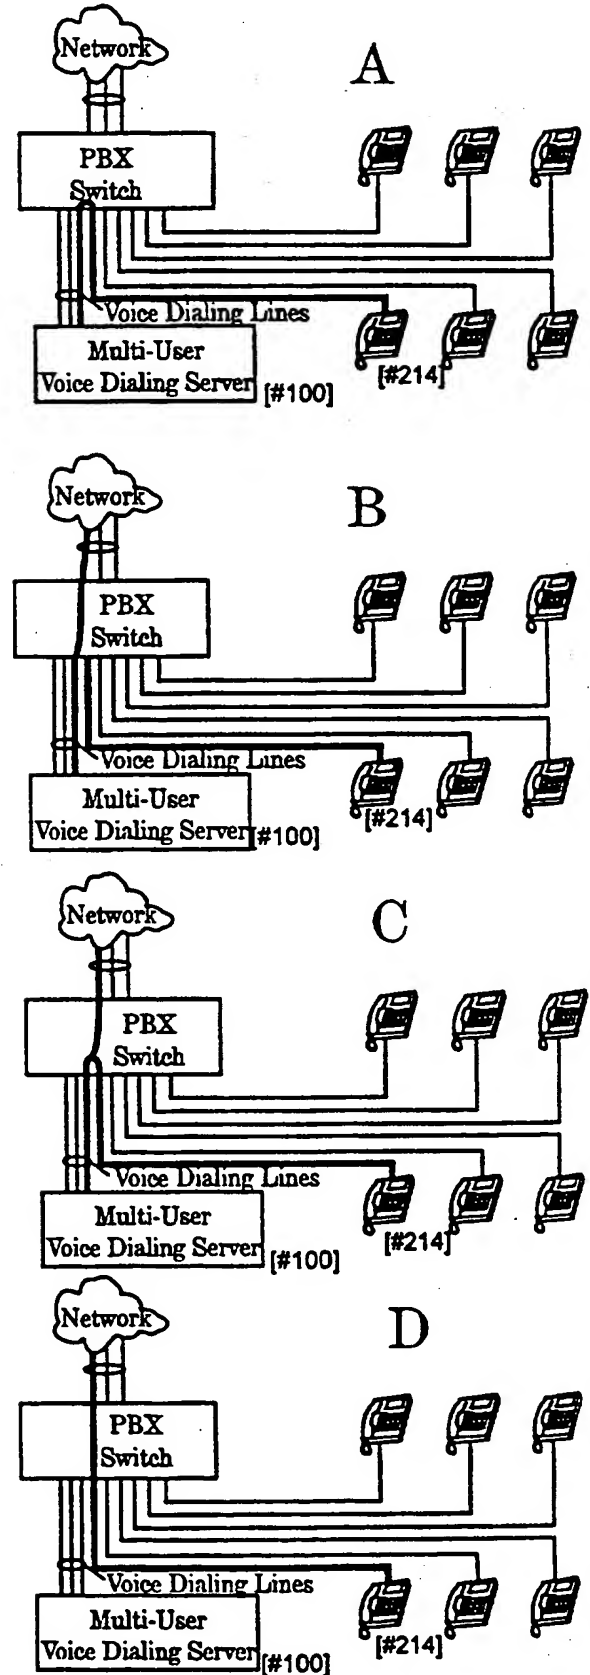 Network
A
PBX
Switch
Voice Dialing Lines
Multi-User
Voice Dialing Server
[#100]
[#214]
Network
B
PBX
Switch
Voice Dialing Lines
Multi-User
Voice Dialing Server
[#100]
[#214]
Network
C
PBX
Switch
Voice Dialing Lines
Multi-User
Voice Dialing Server
[#100]
[#214]
Network
D
PBX
Switch
Voice Dialing Lines
Multi-User
Voice Dialing Server
[#100]
[#214]